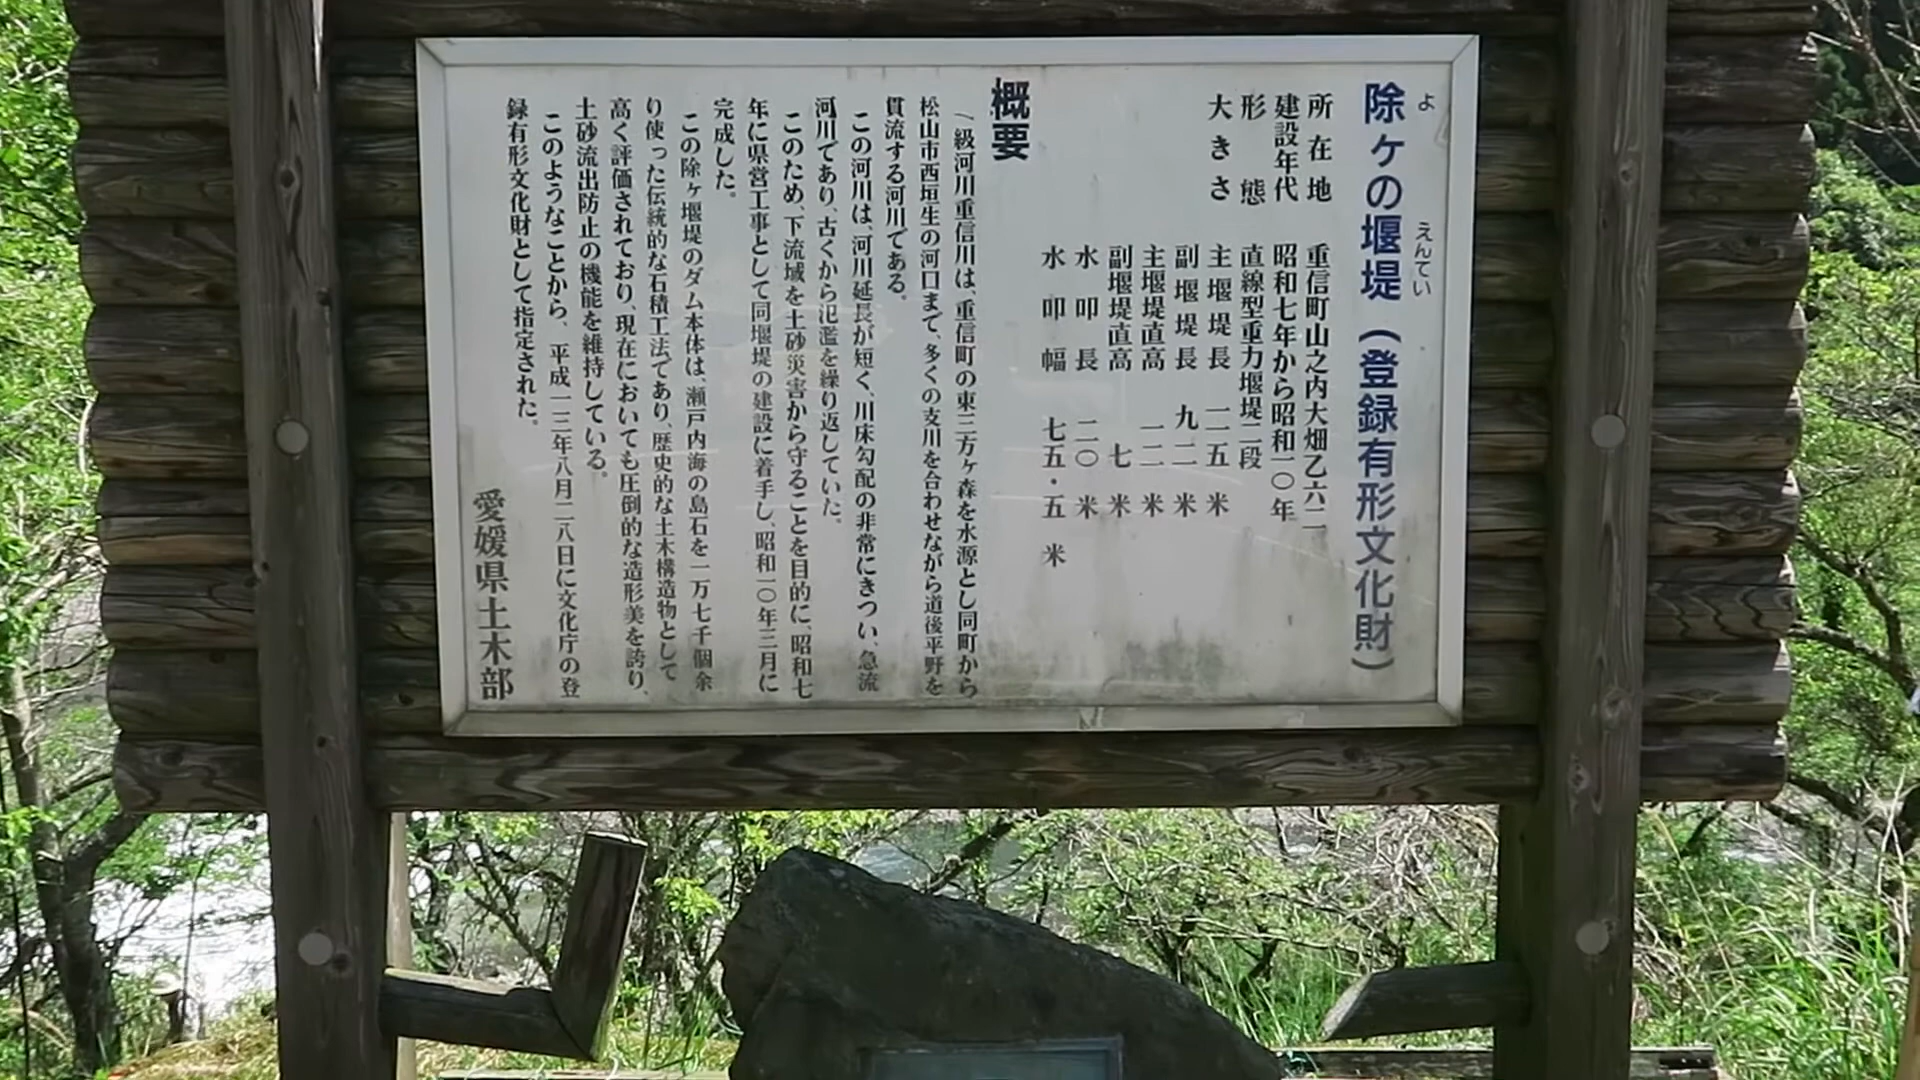 除ヶの堰堤(登録有形文化財)
よ えんてい
所在地 重信町山之内大畑乙六二
建設年代 昭和七年から昭和一〇年
形態 直線型重力堰堤二段
大きさ 主堰堤長 一一五 米
副堰堤長 九二 米
主堰堤直高 一二 米
副堰堤直高 七 米
水叩長 二〇 米
水叩幅 七五・五 米
概要
一級河川重信川は、重信町の東三方ヶ森を水源とし同町から
松山市西垣生の河口まで、多くの支川を合わせながら道後平野を
貫流する河川である。
この河川は、河川延長が短く、川床勾配の非常にきつい、急流
河川であり、古くから氾濫を繰り返していた。
このため、下流域を土砂災害から守ることを目的に、昭和七
年に県営工事として同堰堤の建設に着手し、昭和一〇年三月に
完成した。
この除ヶ堰堤のダム本体は、瀬戸内海の島石を一万七千個余
り使った伝統的な石積工法であり、歴史的な土木構造物として
高く評価されており、現在においても圧倒的な造形美を誇り、
土砂流出防止の機能を維持している。
このようなことから、平成一三年八月二八日に文化庁の登
録有形文化財として指定された。
愛媛県土木部